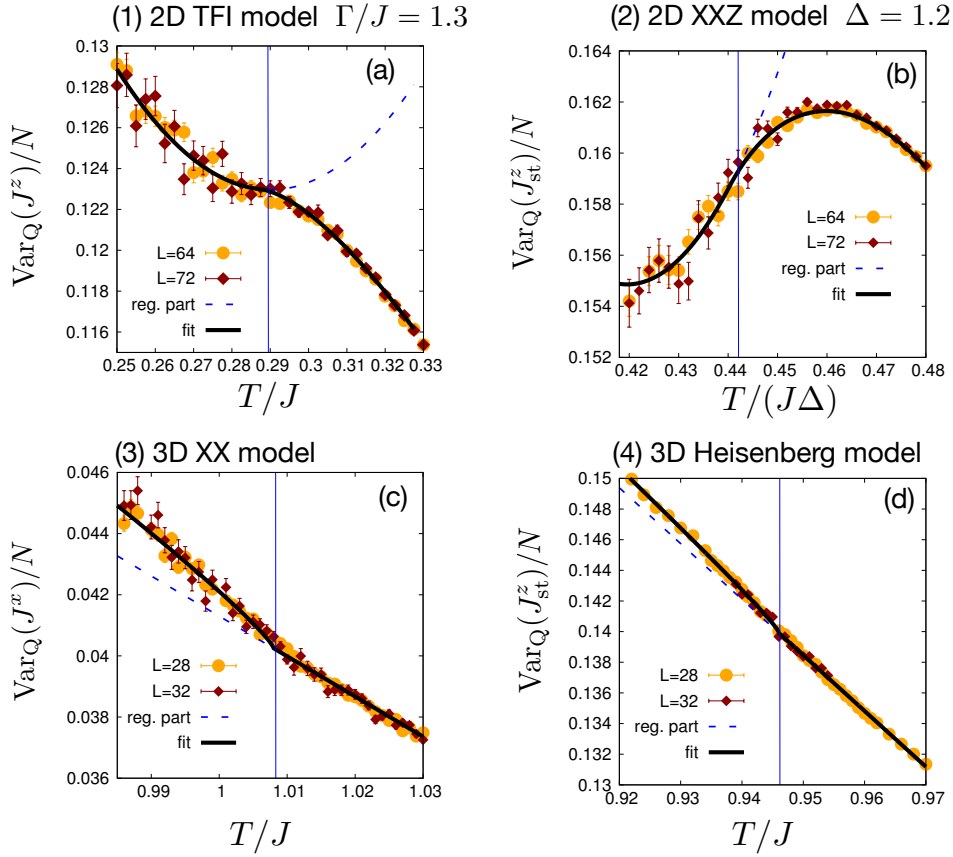 (1) 2D TFI model Γ/J = 1.3
(a)
0.13
0.128
0.126
0.124
0.122
0.12
0.118
0.116
Var_Q(J^z)/N
L=64
L=72
reg. part
fit
0.25 0.26 0.27 0.28 0.29 0.3 0.31 0.32 0.33
T/J
(2) 2D XXZ model Δ = 1.2
(b)
0.164
0.162
0.16
0.158
0.156
0.154
0.152
Var_Q(J^z_st)/N
L=64
L=72
reg. part
fit
0.42 0.43 0.44 0.45 0.46 0.47 0.48
T/(JΔ)
(3) 3D XX model
(c)
0.046
0.044
0.042
0.04
0.038
0.036
Var_Q(J^x)/N
L=28
L=32
reg. part
fit
0.99 1 1.01 1.02 1.03
T/J
(4) 3D Heisenberg model
(d)
0.15
0.148
0.146
0.144
0.142
0.14
0.138
0.136
0.134
0.132
0.13
Var_Q(J^z_st)/N
L=28
L=32
reg. part
fit
0.92 0.93 0.94 0.95 0.96 0.97
T/J